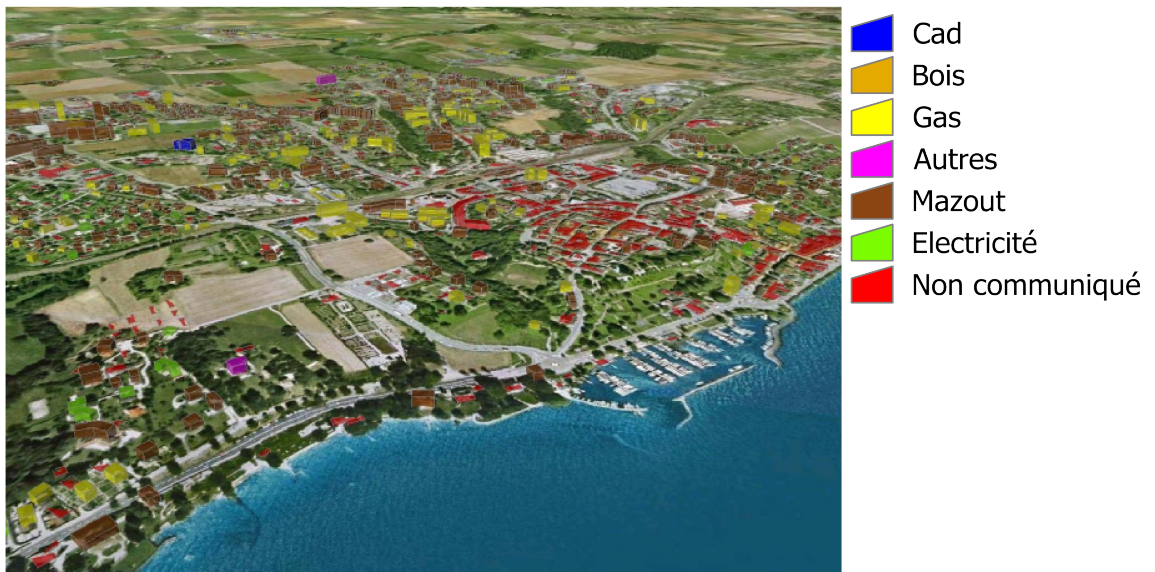 Cad
Bois
Gas
Autres
Mazout
Electricité
Non communiqué